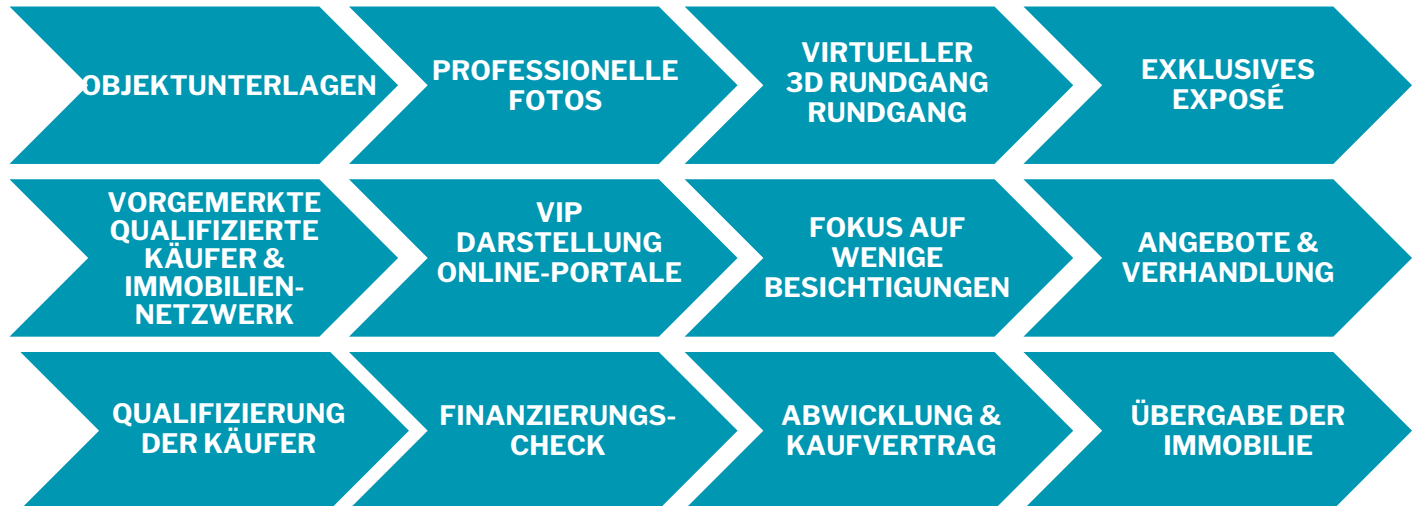 OBJEKTUNTERLAGEN
PROFESSIONELLE
FOTOS
VIRTUELLER
3D RUNDGANG
RUNDGANG
EXKLUSIVES
EXPOSÉ
VORGEMERKTE
QUALIFIZIERTE
KÄUFER &
IMMOBILIEN-
NETZWERK
VIP
DARSTELLUNG
ONLINE-PORTALE
FOKUS AUF
WENIGE
BESICHTIGUNGEN
ANGEBOTE &
VERHANDLUNG
QUALIFIZIERUNG
DER KÄUFER
FINANZIERUNGS-
CHECK
ABWICKLUNG &
KAUFVERTRAG
ÜBERGABE DER
IMMOBILIE